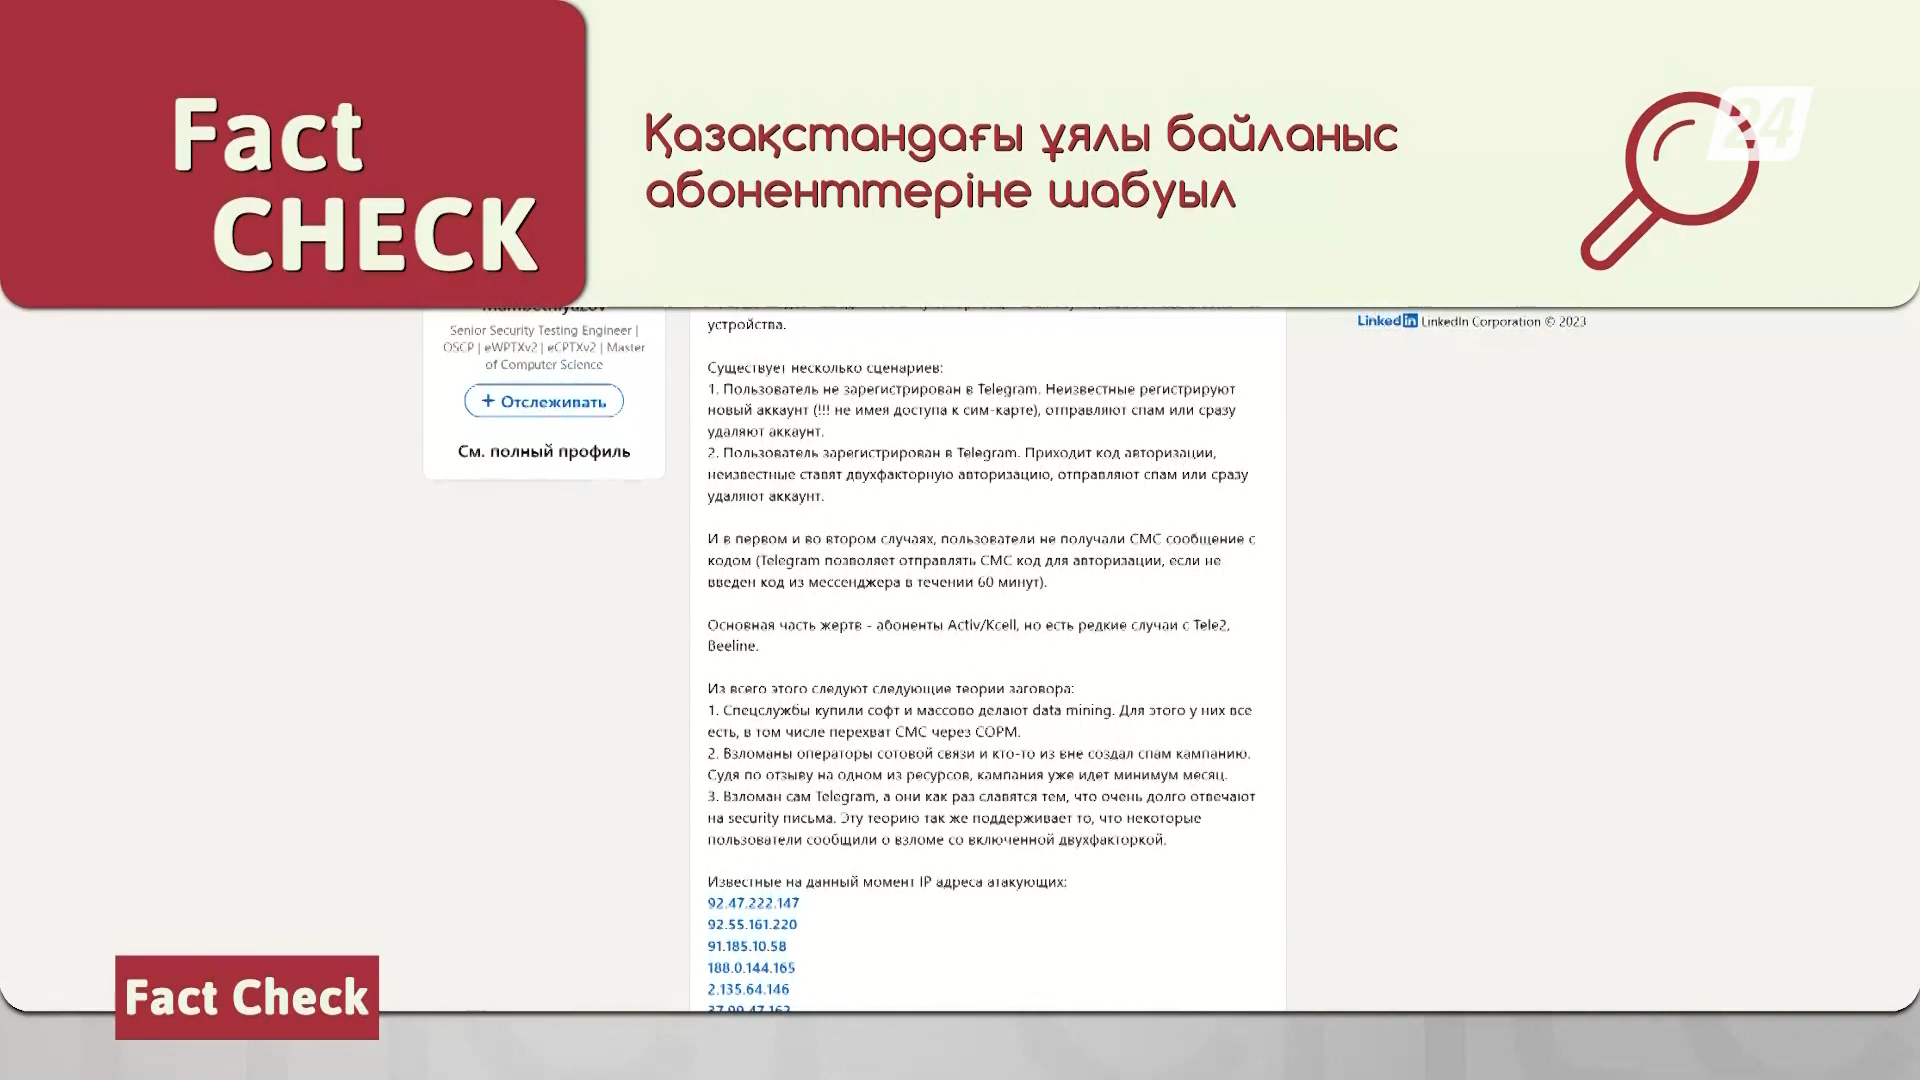 Fact
CHECK
Қазақстандағы ұялы байланыс
абоненттеріне шабуыл
24
Senior Security Testing Engineer |
OSCP | eWPTXv2 | eCPTXv2 | Master
of Computer Science
+ Отслеживать
См. полный профиль
устройства.
Существует несколько сценариев:
1. Пользователь не зарегистрирован в Telegram. Неизвестные регистрируют
новый аккаунт (!!! не имея доступа к сим-карте), отправляют спам или сразу
удаляют аккаунт.
2. Пользователь зарегистрирован в Telegram. Приходит код авторизации,
неизвестные ставят двухфакторную авторизацию, отправляют спам или сразу
удаляют аккаунт.
И в первом и во втором случаях, пользователи не получали СМС сообщение с
кодом (Telegram позволяет отправлять СМС код для авторизации, если не
введен код из мессенджера в течении 60 минут).
Основная часть жертв - абоненты Activ/Kcell, но есть редкие случаи с Tele2,
Beeline.
Из всего этого следуют следующие теории заговора:
1. Спецслужбы купили софт и массово делают data mining. Для этого у них все
есть, в том числе перехват СМС через СОРМ.
2. Взломаны операторы сотовой связи и кто-то из вне создал спам кампанию.
Судя по отзыву на одном из ресурсов, кампания уже идет минимум месяц.
3. Взломан сам Telegram, а они как раз славятся тем, что очень долго отвечают
на security письма. Эту теорию так же поддерживает то, что некоторые
пользователи сообщили о взломе со включенной двухфакторкой.
Известные на данный момент IP адреса атакующих:
92.47.222.147
92.55.161.220
91.185.10.58
188.0.144.165
2.135.64.146
LinkedIn LinkedIn Corporation © 2023
Fact Check